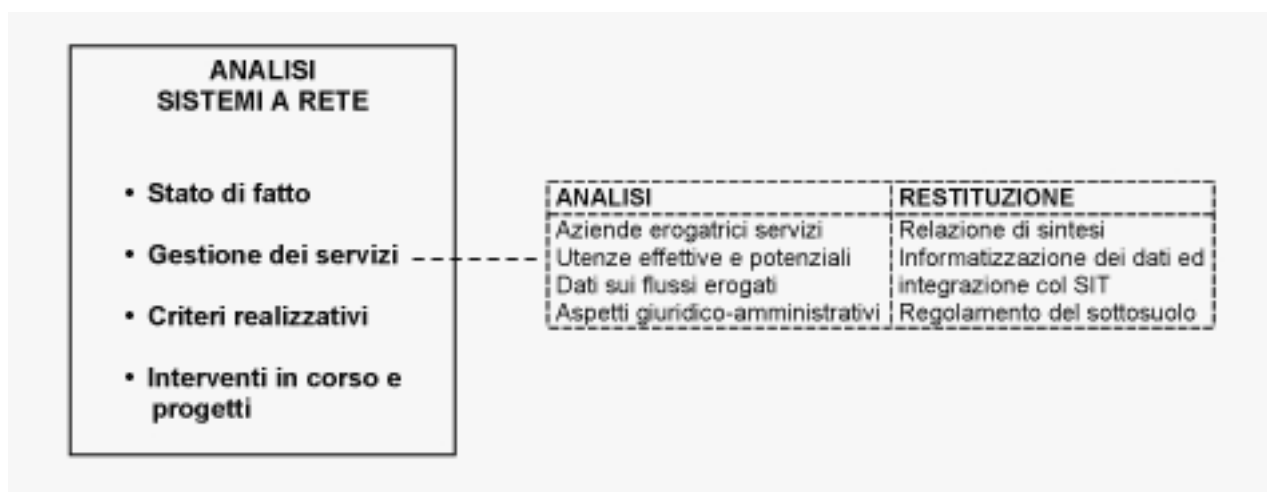 ANALISI
SISTEMI A RETE
• Stato di fatto
• Gestione dei servizi
• Criteri realizzativi
• Interventi in corso e
progetti
ANALISI
Aziende erogatrici servizi
Utenze effettive e potenziali
Dati sui flussi erogati
Aspetti giuridico-amministrativi
RESTITUZIONE
Relazione di sintesi
Informatizzazione dei dati ed
integrazione col SIT
Regolamento del sottosuolo